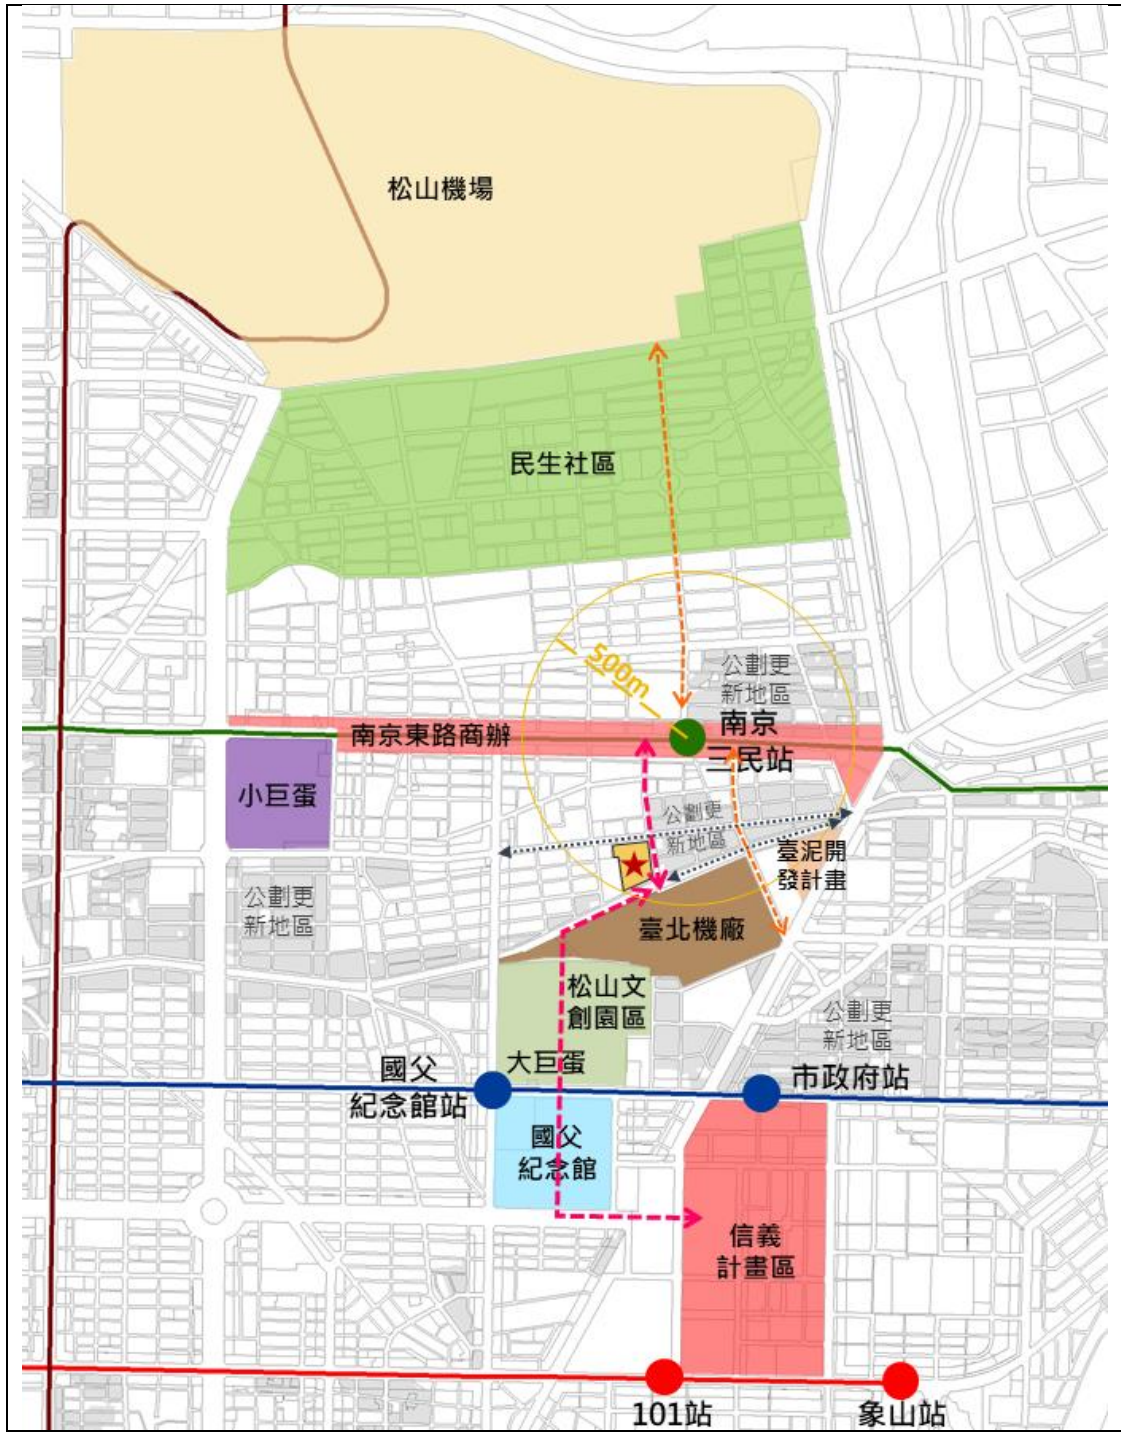 松山機場
民生社區
500m
公劃更
新地區
南京
三民站
南京東路商辦
小巨蛋
公劃更
新地區
臺泥開
發計畫
公劃更
新地區
臺北機廠
松山文
創園區
公劃更
新地區
大巨蛋
國父
紀念館站
市政府站
國父
紀念館
信義
計畫區
101站
象山站